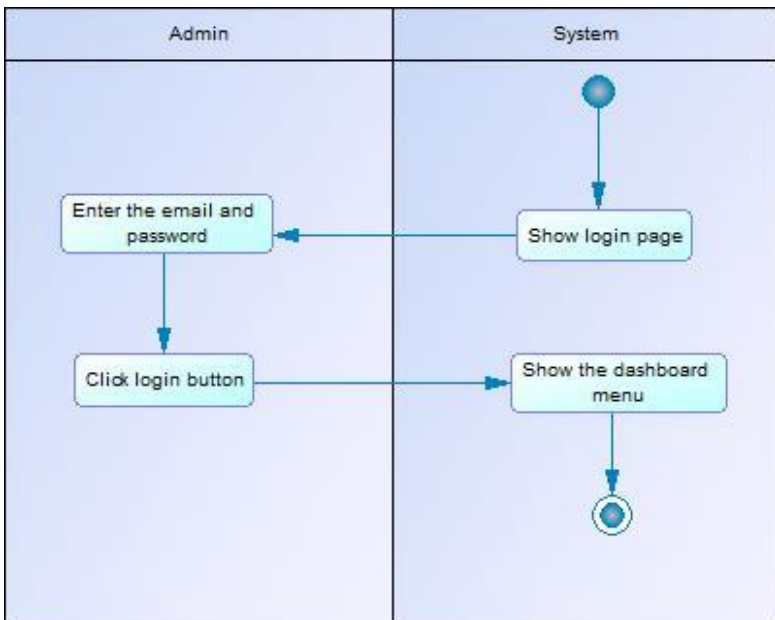 Admin
System
Enter the email and
password
Show login page
Click login button
Show the dashboard
menu